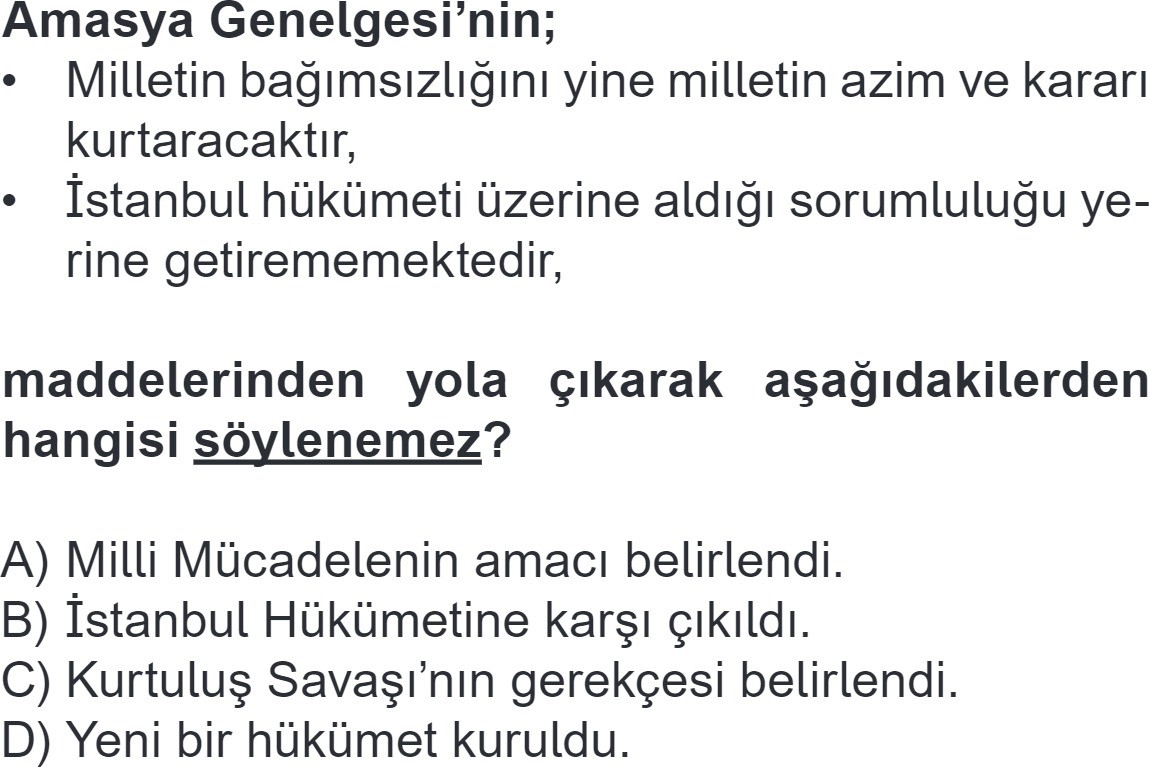 Amasya Genelgesi’nin;
• Milletin bağımsızlığını yine milletin azim ve kararı
kurtaracaktır,
• İstanbul hükümeti üzerine aldığı sorumluluğu ye-
rine getirememektedir,
maddelerinden yola çıkarak aşağıdakilerden
hangisi söylenemez?
A) Milli Mücadelenin amacı belirlendi.
B) İstanbul Hükümetine karşı çıkıldı.
C) Kurtuluş Savaşı’nın gerekçesi belirlendi.
D) Yeni bir hükümet kuruldu.